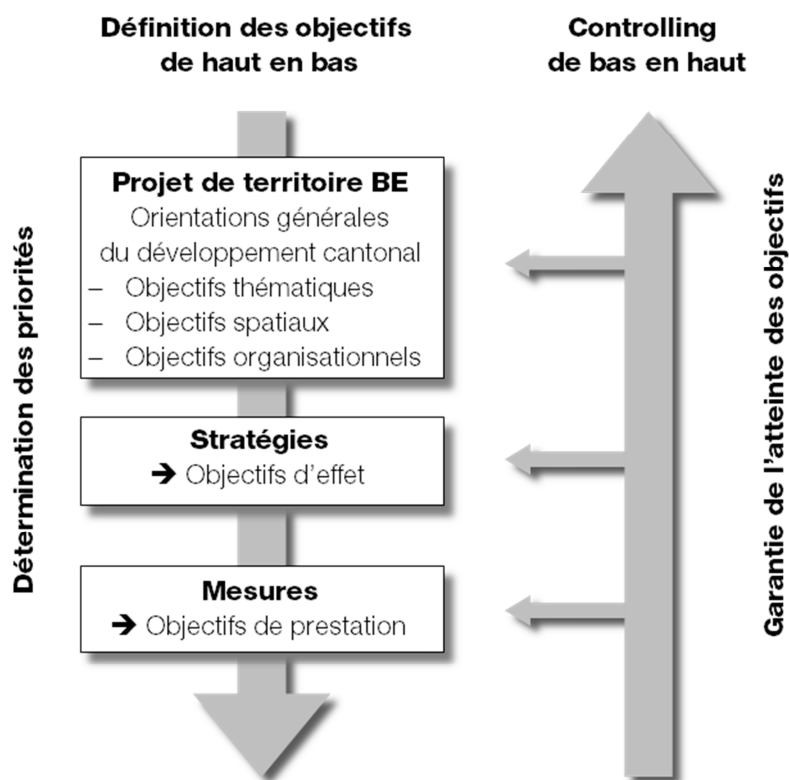 Définition des objectifs
de haut en bas
Controlling
de bas en haut
Détermination des priorités
Projet de territoire BE
Orientations générales
du développement cantonal
– Objectifs thématiques
– Objectifs spatiaux
– Objectifs organisationnels
Stratégies
➔ Objectifs d'effet
Mesures
➔ Objectifs de prestation
Garantie de l'atteinte des objectifs